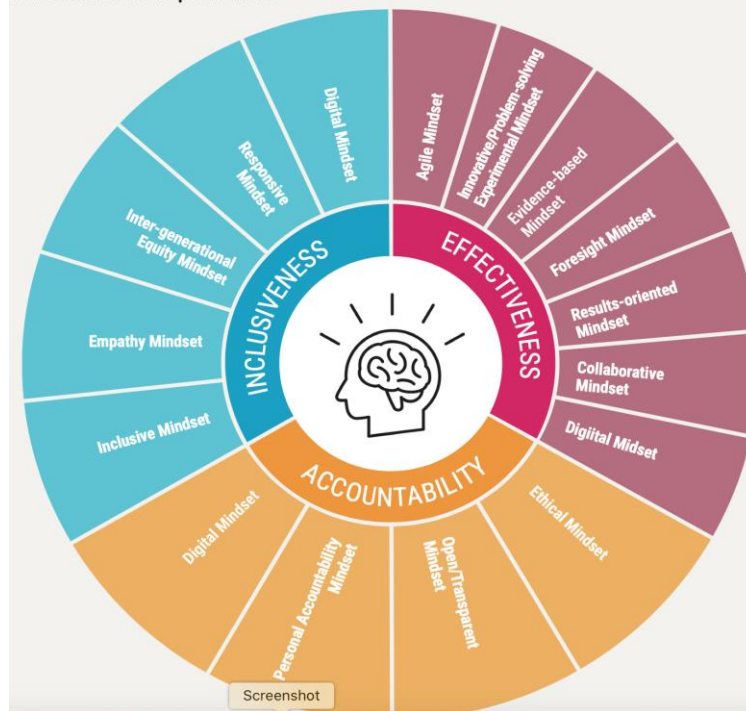 INCLUSIVENESS
Digital Mindset
Responsive
Mindset
Inter-generational
Equity Mindset
Empathy Mindset
Inclusive Mindset
EFFECTIVENESS
Agile Mindset
Innovative/Problem-solving
Experimental Mindset
Evidence-based
Mindset
Foresight Mindset
Results-oriented
Mindset
Collaborative
Mindset
Digiital Midset
ACCOUNTABILITY
Ethical Mindset
Open/Transparent
Mindset
Personal Accountability
Mindset
Digital Mindset
Screenshot